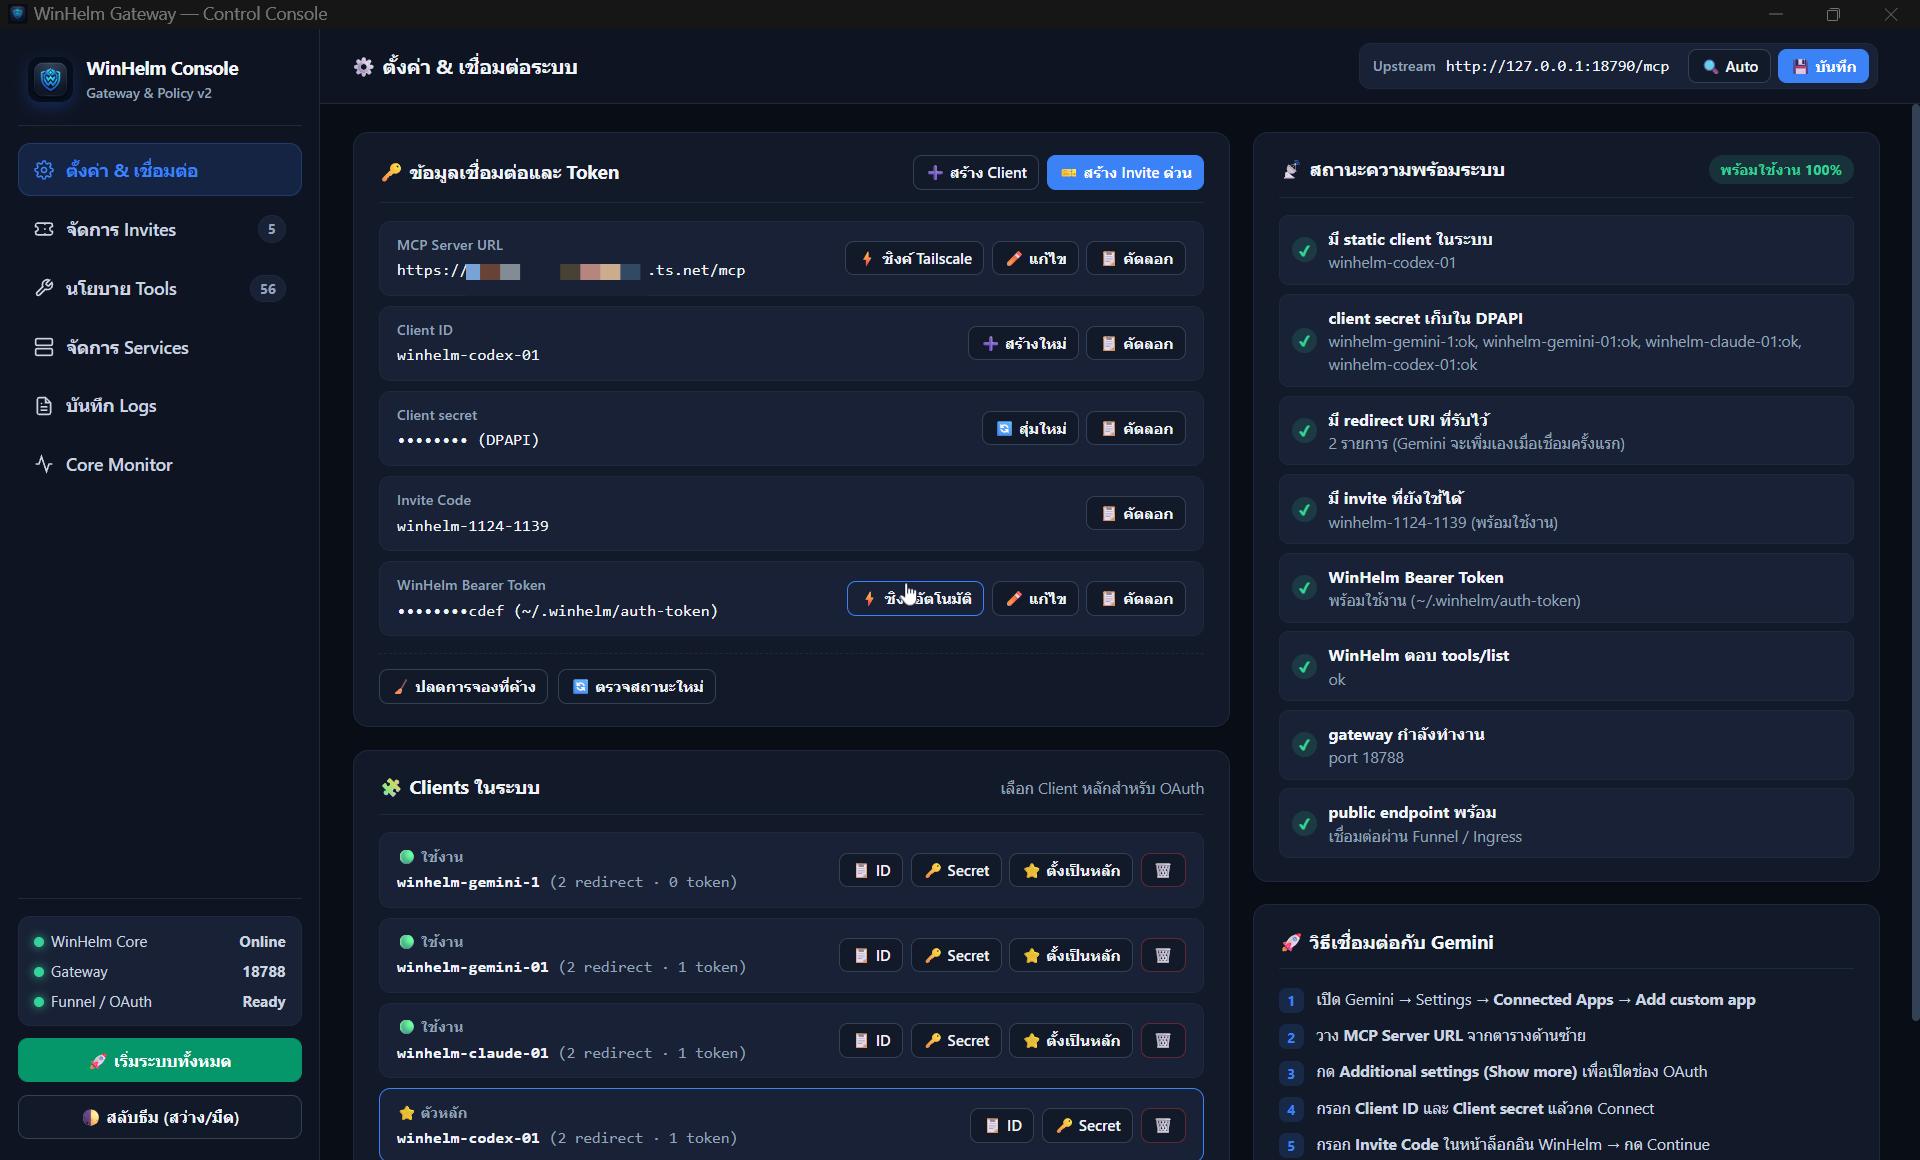 WinHelm Gateway — Control Console
WinHelm Console
Gateway & Policy v2
ตั้งค่า & เชื่อมต่อ
จัดการ Invites 5
นโยบาย Tools 56
จัดการ Services
บันทึก Logs
Core Monitor
WinHelm Core Online
Gateway 18788
Funnel / OAuth Ready
เริ่มระบบทั้งหมด
สลับธีม (สว่าง/มืด)
ตั้งค่า & เชื่อมต่อระบบ
Upstream http://127.0.0.1:18790/mcp Auto บันทึก
ข้อมูลเชื่อมต่อและ Token สร้าง Client สร้าง Invite ด่วน
MCP Server URL
https:// .ts.net/mcp ซิงค์ Tailscale แก้ไข คัดลอก
Client ID
winhelm-codex-01 สร้างใหม่ คัดลอก
Client secret
•••••••• (DPAPI) สุ่มใหม่ คัดลอก
Invite Code
winhelm-1124-1139 คัดลอก
WinHelm Bearer Token
••••••••cdef (~/.winhelm/auth-token) อัตโนมัติ แก้ไข คัดลอก
ปลดการจองที่ค้าง ตรวจสถานะใหม่
Clients ในระบบ เลือก Client หลักสำหรับ OAuth
ใช้งาน
winhelm-gemini-1 (2 redirect · 0 token) ID Secret ตั้งเป็นหลัก
ใช้งาน
winhelm-gemini-01 (2 redirect · 1 token) ID Secret ตั้งเป็นหลัก
ใช้งาน
winhelm-claude-01 (2 redirect · 1 token) ID Secret ตั้งเป็นหลัก
ตัวหลัก
winhelm-codex-01 (2 redirect · 1 token) ID Secret
สถานะความพร้อมระบบ พร้อมใช้งาน 100%
มี static client ในระบบ
winhelm-codex-01
client secret เก็บใน DPAPI
winhelm-gemini-1:ok, winhelm-gemini-01:ok, winhelm-claude-01:ok,
winhelm-codex-01:ok
มี redirect URI ที่รับไว้
2 รายการ (Gemini จะเพิ่มเองเมื่อเชื่อมครั้งแรก)
มี invite ที่ยังใช้ได้
winhelm-1124-1139 (พร้อมใช้งาน)
WinHelm Bearer Token
พร้อมใช้งาน (~/.winhelm/auth-token)
WinHelm ตอบ tools/list
ok
gateway กำลังทำงาน
port 18788
public endpoint พร้อม
เชื่อมต่อผ่าน Funnel / Ingress
วิธีเชื่อมต่อกับ Gemini
1 เปิด Gemini → Settings → Connected Apps → Add custom app
2 วาง MCP Server URL จากตารางด้านซ้าย
3 กด Additional settings (Show more) เพื่อเปิดช่อง OAuth
4 กรอก Client ID และ Client secret แล้วกด Connect
5 กรอก Invite Code ในหน้าล็อกอิน WinHelm → กด Continue